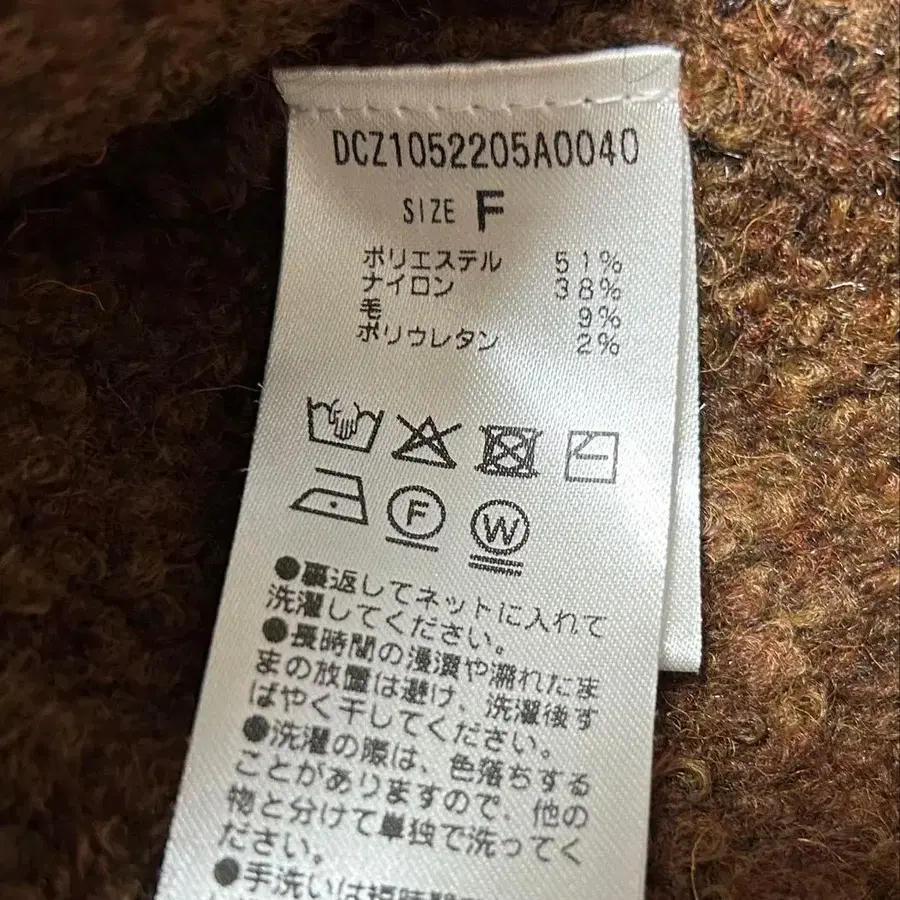 DCZ1052205A0040
SIZE F
ポリエステル 51%
ナイロン 38%
毛 9%
ポリウレタン 2%
F
W
●裏返してネットに入れて
洗濯してください。
●長時間の浸漬や濡れたま
まの放置は避け、洗濯後す
ばやく干してください。
●洗濯の際は、色落ちする
ことがありますので、他の
物と分けて単独で洗ってく
ださい。
●手洗いは短時間